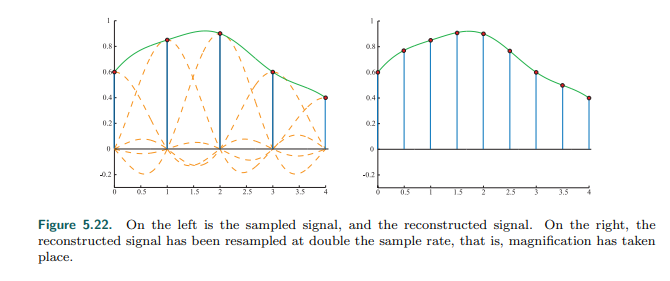 1
0.8
0.6
0.4
0.2
0
-0.2
0 0.5 1 1.5 2 2.5 3 3.5 4
1
0.8
0.6
0.4
0.2
0
-0.2
0 0.5 1 1.5 2 2.5 3 3.5 4
Figure 5.22. On the left is the sampled signal, and the reconstructed signal. On the right, the
reconstructed signal has been resampled at double the sample rate, that is, magnification has taken
place.